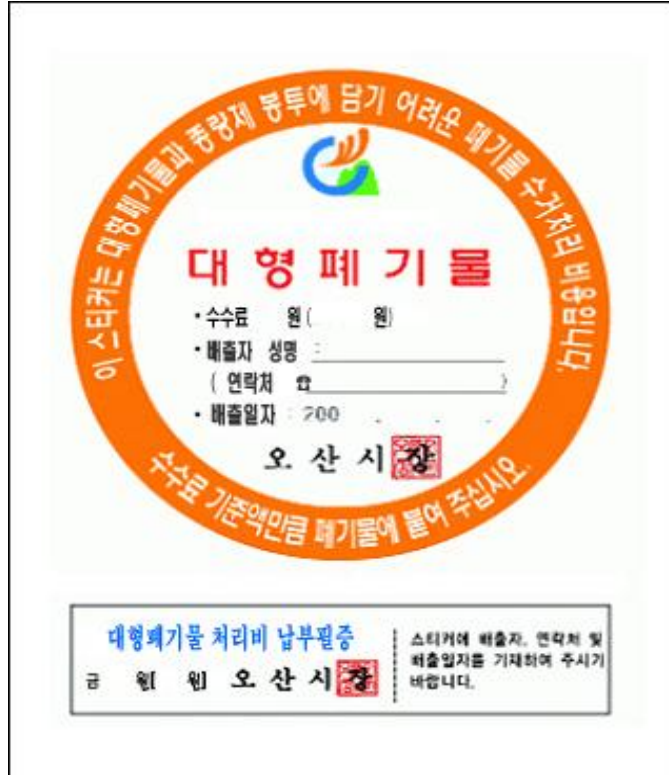 이 스티커는 대형폐기물과 종량제 봉투에 담기 어려운 폐기물 수거처리 비용입니다.
대형폐기물
·수수료 원( 원)
·배출자 성명 :
( 연락처 ☎ )
·배출일자 : 200 . . .
오산시장
수수료 기준액만큼 폐기물에 붙여 주십시오.
대형폐기물 처리비 납부필증
금 원[ 원] 오산시장
스티커에 배출자, 연락처 및
배출일자를 기재하여 주시기
바랍니다.